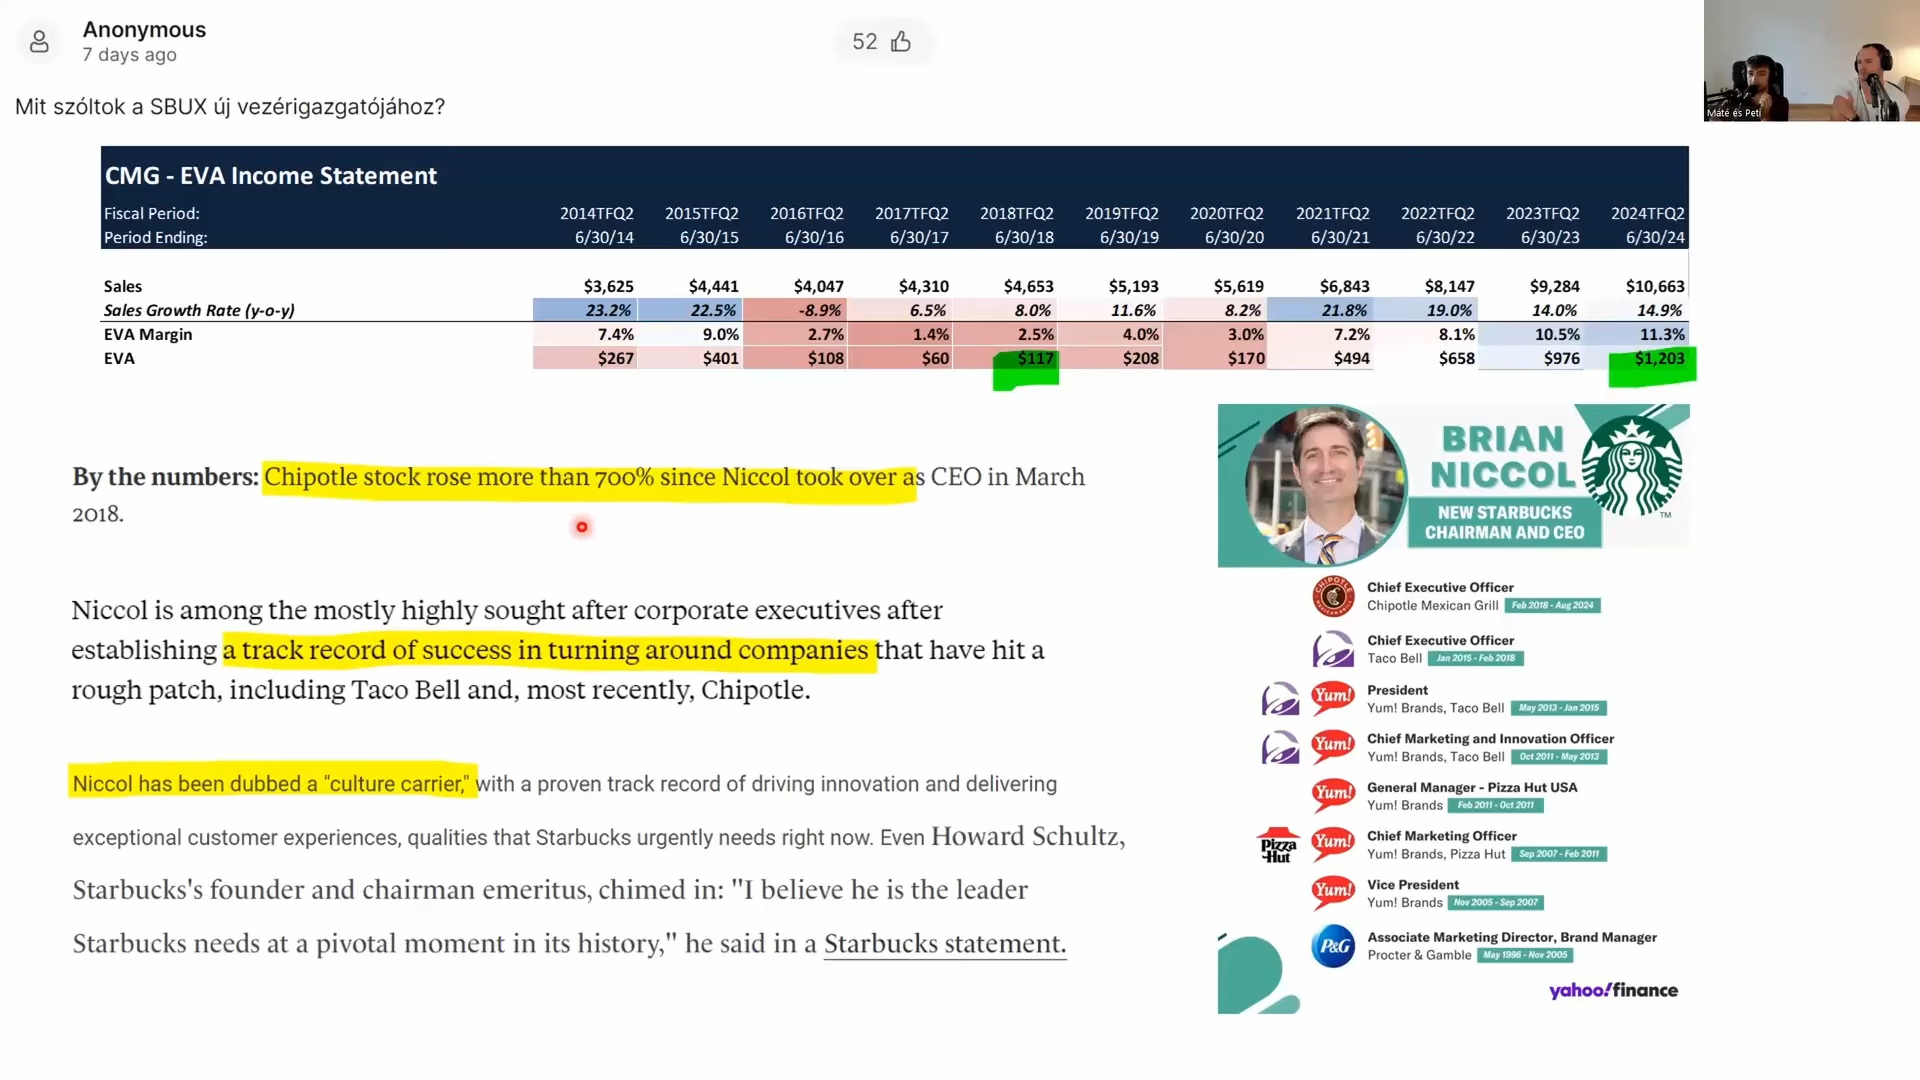 Anonymous
7 days ago
52
Mit szóltok a SBUX új vezérigazgatójához?
Máté és Peti
CMG - EVA Income Statement
Fiscal Period: 2014TFQ2 2015TFQ2 2016TFQ2 2017TFQ2 2018TFQ2 2019TFQ2 2020TFQ2 2021TFQ2 2022TFQ2 2023TFQ2 2024TFQ2
Period Ending: 6/30/14 6/30/15 6/30/16 6/30/17 6/30/18 6/30/19 6/30/20 6/30/21 6/30/22 6/30/23 6/30/24
Sales $3,625 $4,441 $4,047 $4,310 $4,653 $5,193 $5,619 $6,843 $8,147 $9,284 $10,663
Sales Growth Rate (y-o-y) 23.2% 22.5% -8.9% 6.5% 8.0% 11.6% 8.2% 21.8% 19.0% 14.0% 14.9%
EVA Margin 7.4% 9.0% 2.7% 1.4% 2.5% 4.0% 3.0% 7.2% 8.1% 10.5% 11.3%
EVA $267 $401 $108 $60 $117 $208 $170 $494 $658 $976 $1,203
By the numbers: Chipotle stock rose more than 700% since Niccol took over as CEO in March
2018.
Niccol is among the mostly highly sought after corporate executives after
establishing a track record of success in turning around companies that have hit a
rough patch, including Taco Bell and, most recently, Chipotle.
Niccol has been dubbed a "culture carrier," with a proven track record of driving innovation and delivering
exceptional customer experiences, qualities that Starbucks urgently needs right now. Even Howard Schultz,
Starbucks's founder and chairman emeritus, chimed in: "I believe he is the leader
Starbucks needs at a pivotal moment in its history," he said in a Starbucks statement.
BRIAN
NICCOL
TM
NEW STARBUCKS
CHAIRMAN AND CEO
CHIPOTLE
Chief Executive Officer
Chipotle Mexican Grill Feb 2018 - Aug 2024
Chief Executive Officer
Taco Bell Jan 2015 - Feb 2018
Yum!
President
Yum! Brands, Taco Bell May 2013 - Jan 2015
Yum!
Chief Marketing and Innovation Officer
Yum! Brands, Taco Bell Oct 2011 - May 2013
Yum!
General Manager - Pizza Hut USA
Yum! Brands Feb 2011 - Oct 2011
Pizza Hut
Yum!
Chief Marketing Officer
Yum! Brands, Pizza Hut Sep 2007 - Feb 2011
Yum!
Vice President
Yum! Brands Nov 2005 - Sep 2007
P&G
Associate Marketing Director, Brand Manager
Procter & Gamble May 1996 - Nov 2005
yahoo!finance